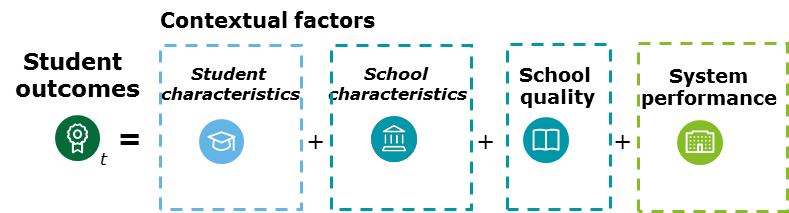 Contextual factors
Student
outcomes
t
=
Student
characteristics
+
School
characteristics
+
School
quality
+
System
performance